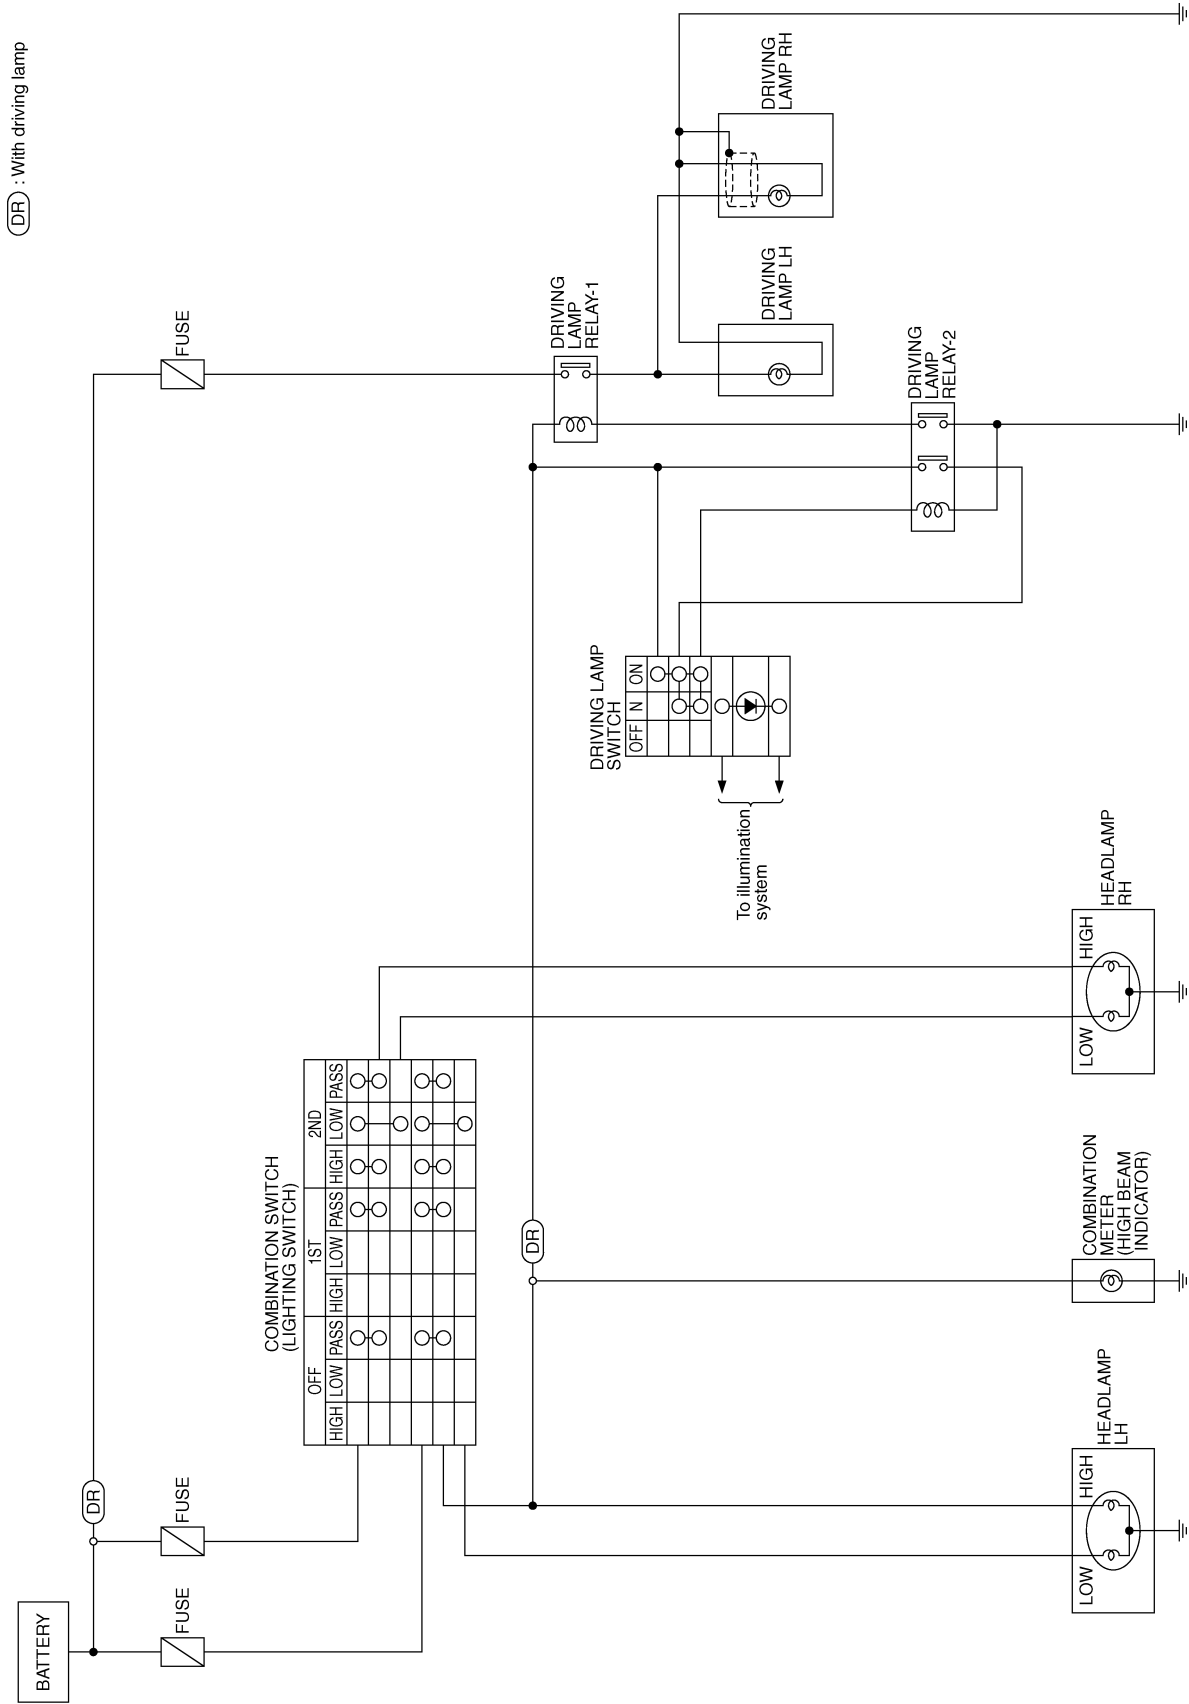 DR : With driving lamp
BATTERY
DR
FUSE
FUSE
FUSE
COMBINATION SWITCH
(LIGHTING SWITCH)
OFF
1ST
2ND
HIGH
LOW
PASS
HIGH
LOW
PASS
HIGH
LOW
PASS
DR
DRIVING
LAMP
RELAY-1
DRIVING LAMP
SWITCH
OFF
N
ON
To illumination
system
DRIVING
LAMP LH
DRIVING
LAMP RH
DRIVING
LAMP
RELAY-2
HEADLAMP
LH
LOW
HIGH
COMBINATION
METER
(HIGH BEAM
INDICATOR)
HEADLAMP
RH
LOW
HIGH